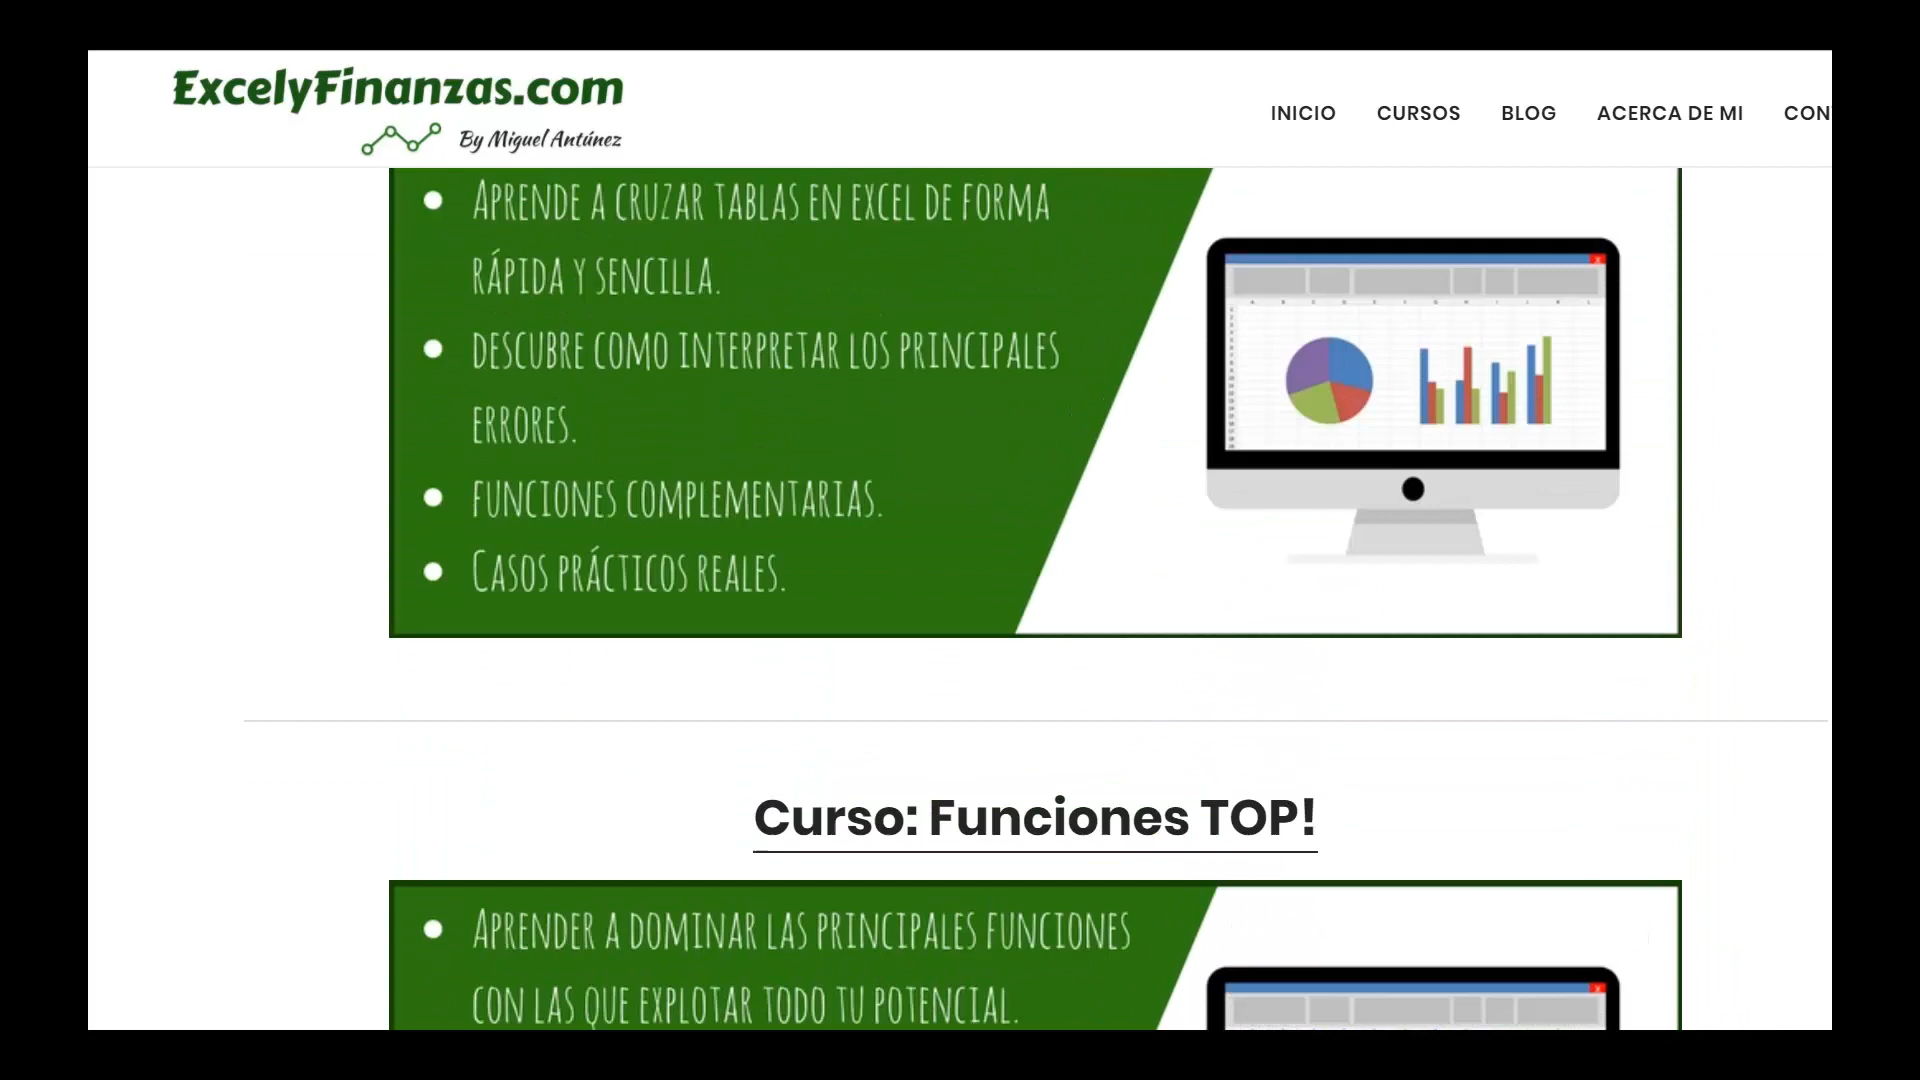 ExcelyFinanzas.com
By Miguel Antúnez
INICIO CURSOS BLOG ACERCA DE MI CON
APRENDE A CRUZAR TABLAS EN EXCEL DE FORMA
RÁPIDA Y SENCILLA.
DESCUBRE COMO INTERPRETAR LOS PRINCIPALES
ERRORES.
FUNCIONES COMPLEMENTARIAS.
CASOS PRÁCTICOS REALES.
Curso: Funciones TOP!
APRENDER A DOMINAR LAS PRINCIPALES FUNCIONES
CON LAS QUE EXPLOTAR TODO TU POTENCIAL.